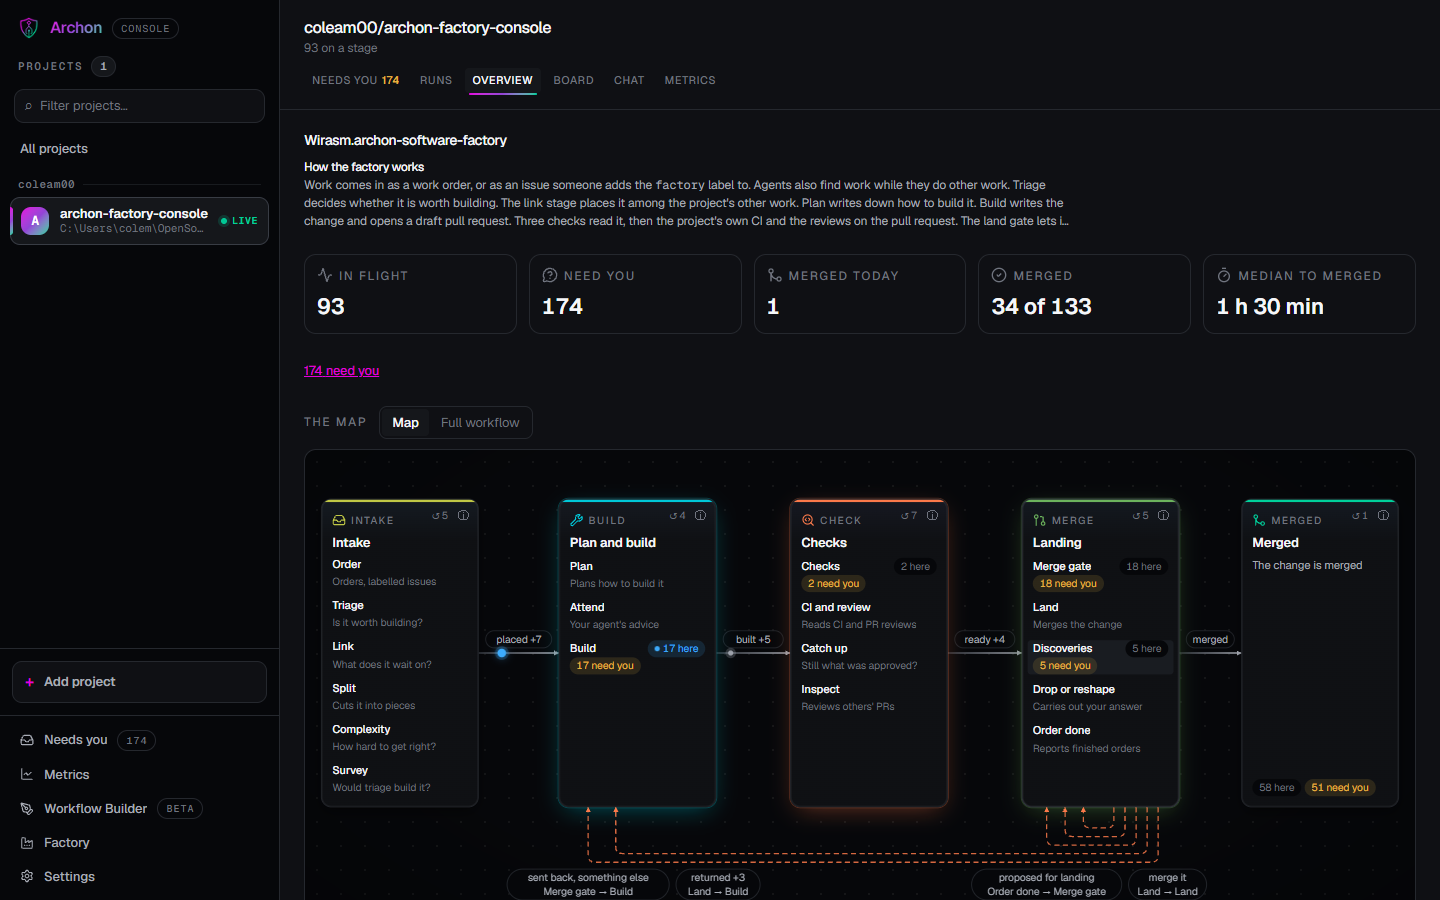 Archon CONSOLE
PROJECTS 1
Filter projects…
All projects
coleam00
A
archon-factory-console
C:\Users\colem\OpenSo…
LIVE
Add project
Needs you 174
Metrics
Workflow Builder BETA
Factory
Settings
coleam00/archon-factory-console
93 on a stage
NEEDS YOU 174 RUNS OVERVIEW BOARD CHAT METRICS
Wirasm.archon-software-factory
How the factory works
Work comes in as a work order, or as an issue someone adds the factory label to. Agents also find work while they do other work. Triage
decides whether it is worth building. The link stage places it among the project's other work. Plan writes down how to build it. Build writes the
change and opens a draft pull request. Three checks read it, then the project's own CI and the reviews on the pull request. The land gate lets i…
IN FLIGHT
93
NEED YOU
174
MERGED TODAY
1
MERGED
34 of 133
MEDIAN TO MERGED
1 h 30 min
174 need you
THE MAP Map Full workflow
INTAKE ↺5
Intake
Order
Orders, labelled issues
Triage
Is it worth building?
Link
What does it wait on?
Split
Cuts it into pieces
Complexity
How hard to get right?
Survey
Would triage build it?
placed +7
BUILD ↺4
Plan and build
Plan
Plans how to build it
Attend
Your agent's advice
Build 17 here
17 need you
built +5
CHECK ↺7
Checks
Checks 2 here
2 need you
CI and review
Reads CI and PR reviews
Catch up
Still what was approved?
Inspect
Reviews others' PRs
ready +4
MERGE ↺5
Landing
Merge gate 18 here
18 need you
Land
Merges the change
Discoveries 5 here
5 need you
Drop or reshape
Carries out your answer
Order done
Reports finished orders
merged
MERGED ↺1
Merged
The change is merged
58 here 51 need you
sent back, something else
Merge gate → Build
returned +3
Land → Build
proposed for landing
Order done → Merge gate
merge it
Land → Land